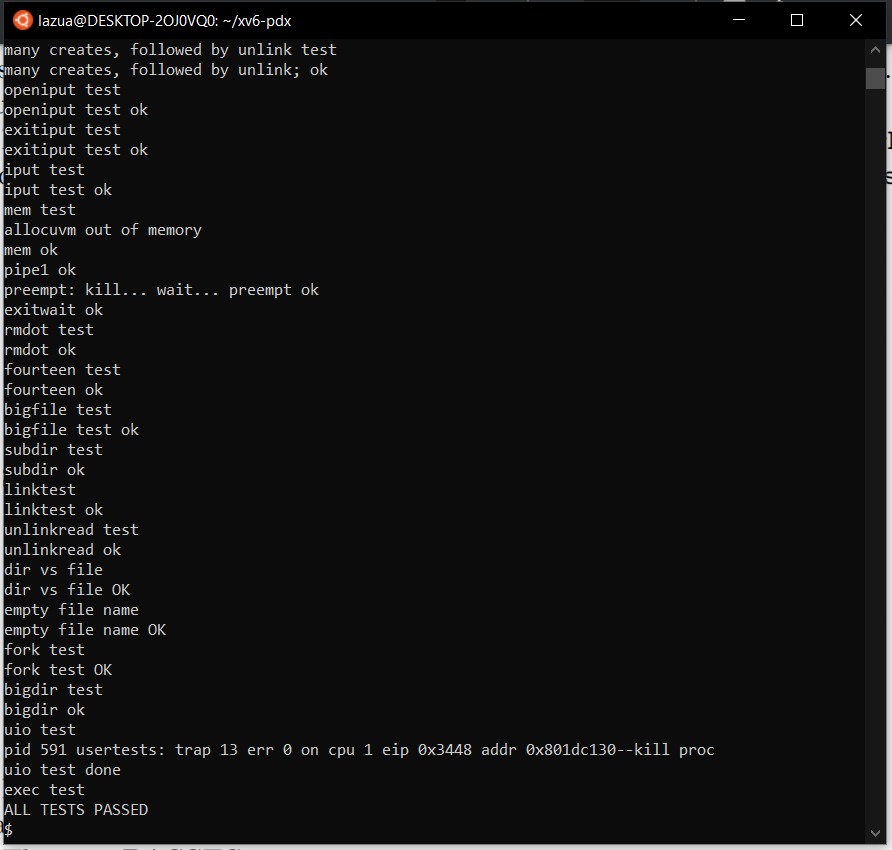 lazua@DESKTOP-2OJ0VQ0: ~/xv6-pdx
many creates, followed by unlink test
many creates, followed by unlink; ok
openiput test
openiput test ok
exitiput test
exitiput test ok
iput test
iput test ok
mem test
allocuvm out of memory
mem ok
pipe1 ok
preempt: kill... wait... preempt ok
exitwait ok
rmdot test
rmdot ok
fourteen test
fourteen ok
bigfile test
bigfile test ok
subdir test
subdir ok
linktest
linktest ok
unlinkread test
unlinkread ok
dir vs file
dir vs file OK
empty file name
empty file name OK
fork test
fork test OK
bigdir test
bigdir ok
uio test
pid 591 usertests: trap 13 err 0 on cpu 1 eip 0x3448 addr 0x801dc130--kill proc
uio test done
exec test
ALL TESTS PASSED
$